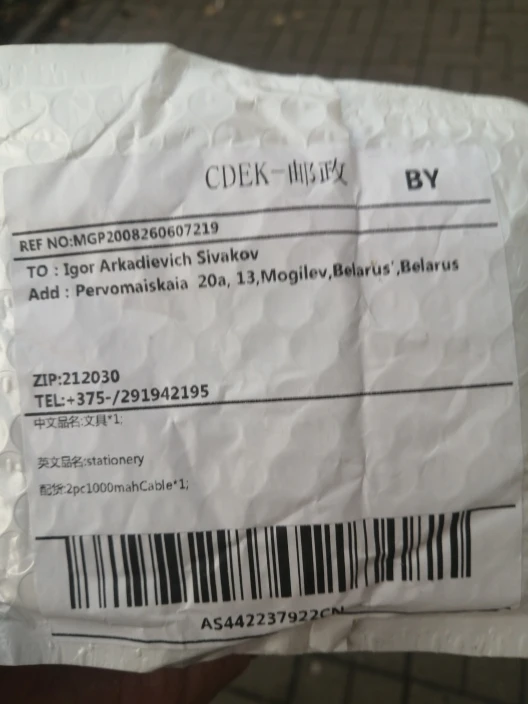 CDEK-邮政
BY
REF NO:MGP2008260607219
TO : Igor Arkadievich Sivakov
Add : Pervomaiskaia 20a, 13,Mogilev,Belarus',Belarus
ZIP:212030
TEL:+375-/291942195
中文品名:文具*1;
英文品名:stationery
配货:2pc1000mahCable*1;
AS442237922CN